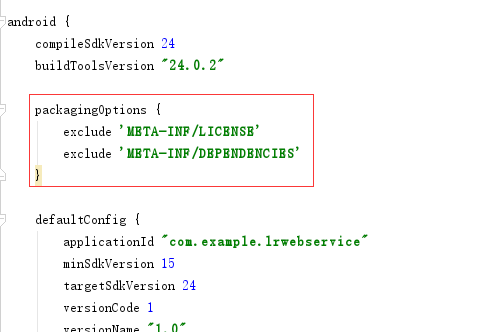 android {
compileSdkVersion 24
buildToolsVersion "24.0.2"
packagingOptions {
exclude 'META-INF/LICENSE'
exclude 'META-INF/DEPENDENCIES'
}
defaultConfig {
applicationId "com.example.lrwebservice"
minSdkVersion 15
targetSdkVersion 24
versionCode 1
versionName "1.0"